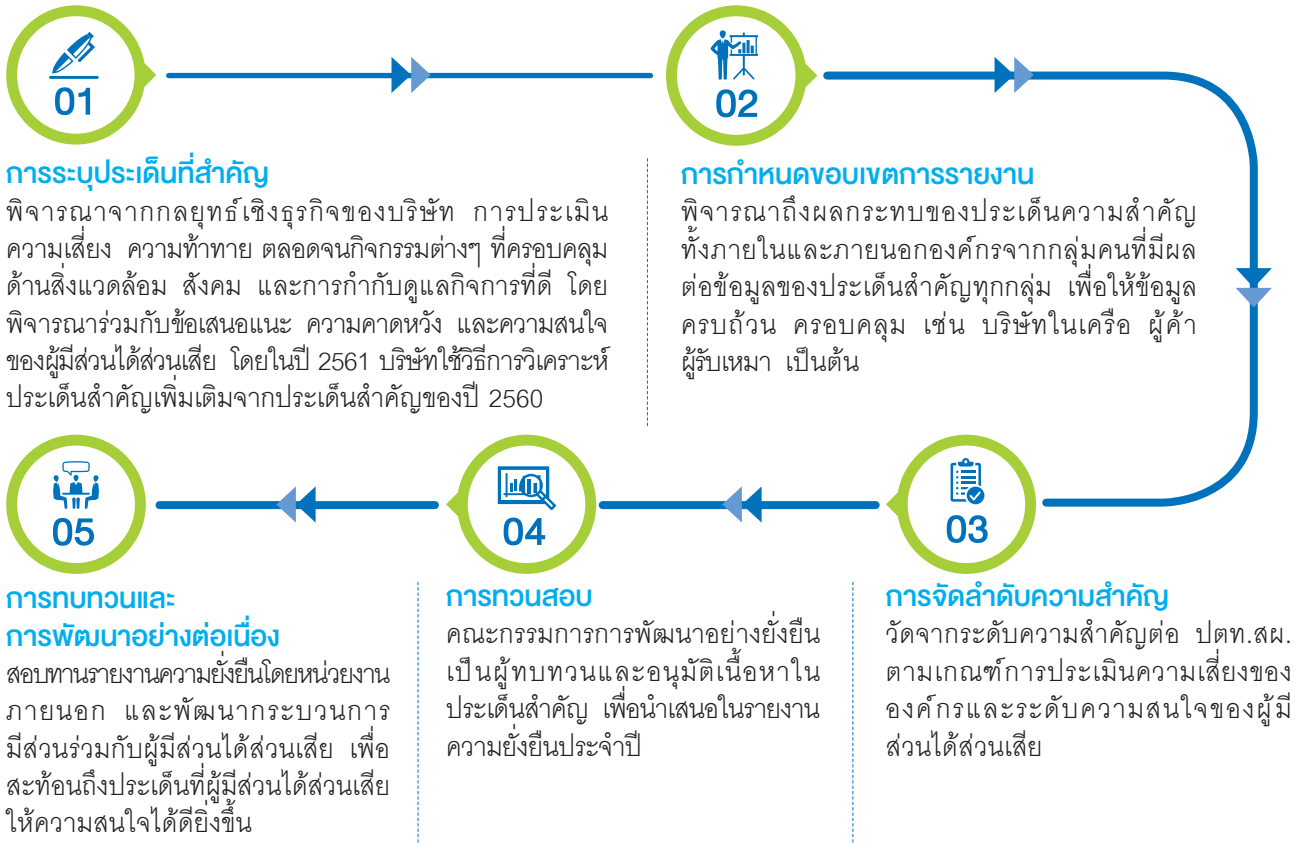 01
การระบุประเด็นที่สำคัญ
พิจารณาจากกลยุทธ์เชิงธุรกิจของบริษัท การประเมิน
ความเสี่ยง ความท้าทาย ตลอดจนกิจกรรมต่างๆ ที่ครอบคลุม
ด้านสิ่งแวดล้อม สังคม และการกำกับดูแลกิจการที่ดี โดย
พิจารณาร่วมกับข้อเสนอแนะ ความคาดหวัง และความสนใจ
ของผู้มีส่วนได้ส่วนเสีย โดยในปี 2561 บริษัทใช้วิธีการวิเคราะห์
ประเด็นสำคัญเพิ่มเติมจากประเด็นสำคัญของปี 2560
02
การกำหนดขอบเขตการรายงาน
พิจารณาถึงผลกระทบของประเด็นความสำคัญ
ทั้งภายในและภายนอกองค์กรจากกลุ่มคนที่มีผล
ต่อข้อมูลของประเด็นสำคัญทุกกลุ่ม เพื่อให้ข้อมูล
ครบถ้วน ครอบคลุม เช่น บริษัทในเครือ ผู้ค้า
ผู้รับเหมา เป็นต้น
03
การจัดลำดับความสำคัญ
วัดจากระดับความสำคัญต่อ ปตท.สผ.
ตามเกณฑ์การประเมินความเสี่ยงของ
องค์กรและระดับความสนใจของผู้มี
ส่วนได้ส่วนเสีย
04
การทวนสอบ
คณะกรรมการการพัฒนาอย่างยั่งยืน
เป็นผู้ทบทวนและอนุมัติเนื้อหาใน
ประเด็นสำคัญ เพื่อนำเสนอในรายงาน
ความยั่งยืนประจำปี
05
การทบทวนและ
การพัฒนาอย่างต่อเนื่อง
สอบทานรายงานความยั่งยืนโดยหน่วยงาน
ภายนอก และพัฒนากระบวนการ
มีส่วนร่วมกับผู้มีส่วนได้ส่วนเสีย เพื่อ
สะท้อนถึงประเด็นที่ผู้มีส่วนได้ส่วนเสีย
ให้ความสนใจได้ดียิ่งขึ้น